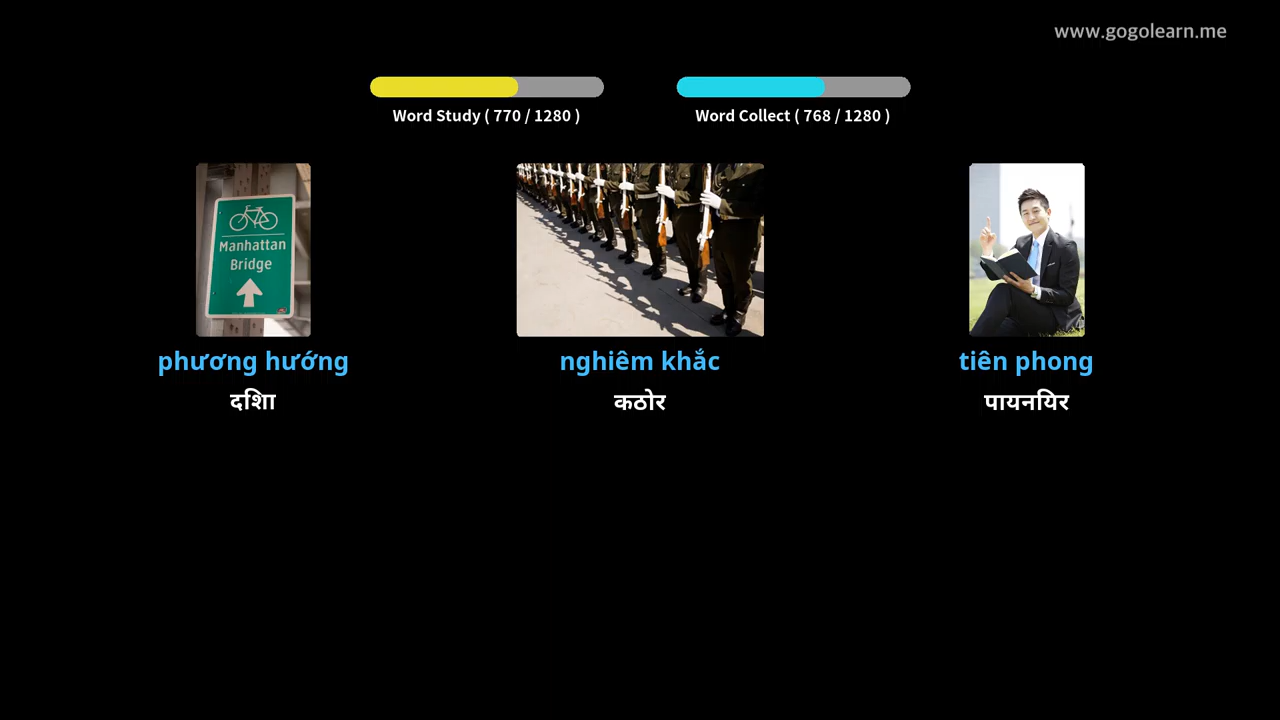 www.gogolearn.me
Word Study ( 770 / 1280 )
Word Collect ( 768 / 1280 )
Manhattan
Bridge
phương hướng
nghiêm khắc
tiên phong
दिशा
कठोर
पायनियर